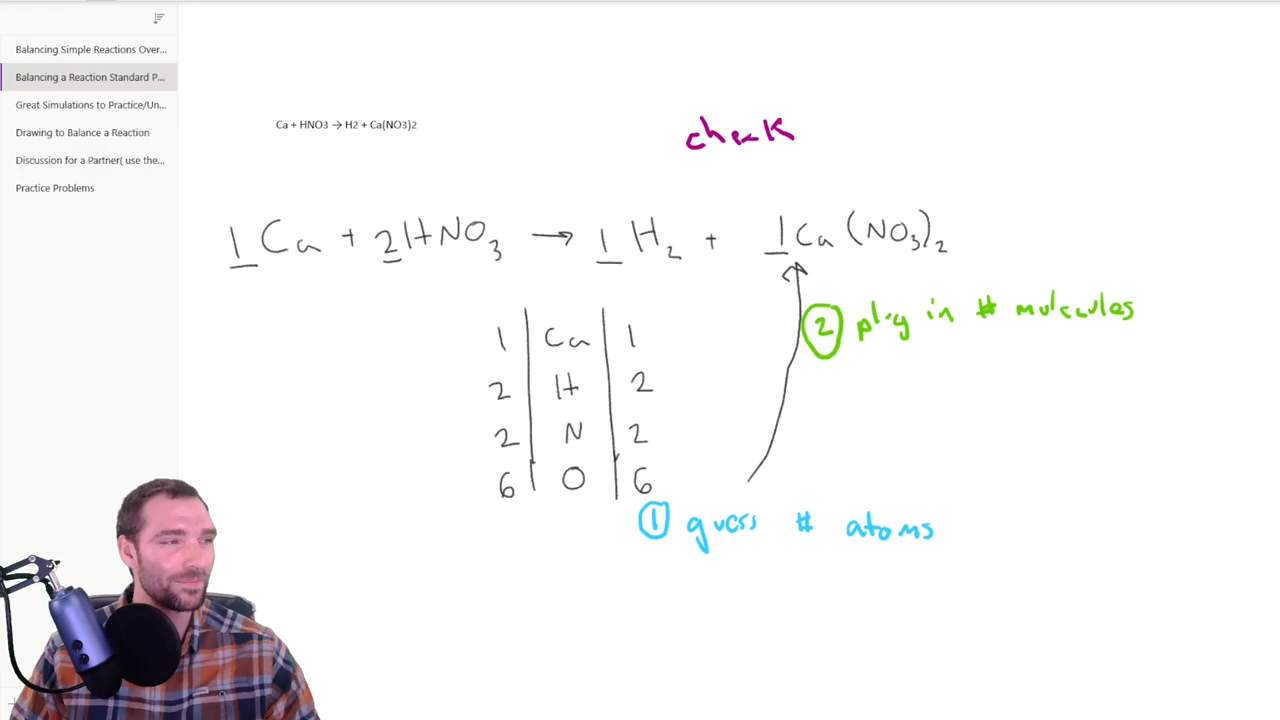 Balancing Simple Reactions Over...
Balancing a Reaction Standard P...
Great Simulations to Practice/Un...
Drawing to Balance a Reaction
Discussion for a Partner( use the...
Practice Problems
Ca + HNO3 → H2 + Ca(NO3)2
check
1 Ca + 2 HNO₃ → 1 H₂ + 1 Ca (NO₃)₂
② plug in # molecules
1 | Ca | 1
2 | H | 2
2 | N | 2
6 | O | 6
① guess # atoms